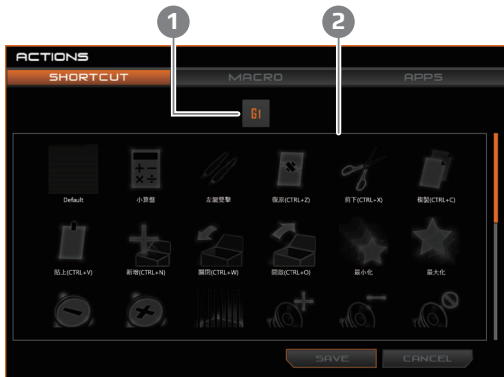 1 2
ACTIONS
SHORTCUT MACRO APPS
G1
Default 小算盤 左鍵雙擊 復原(CTRL+Z) 剪下(CTRL+X) 複製(CTRL+C)
貼上(CTRL+V) 新增(CTRL+N) 關閉(CTRL+W) 開啟(CTRL+O) 最小化 最大化
SAVE CANCEL